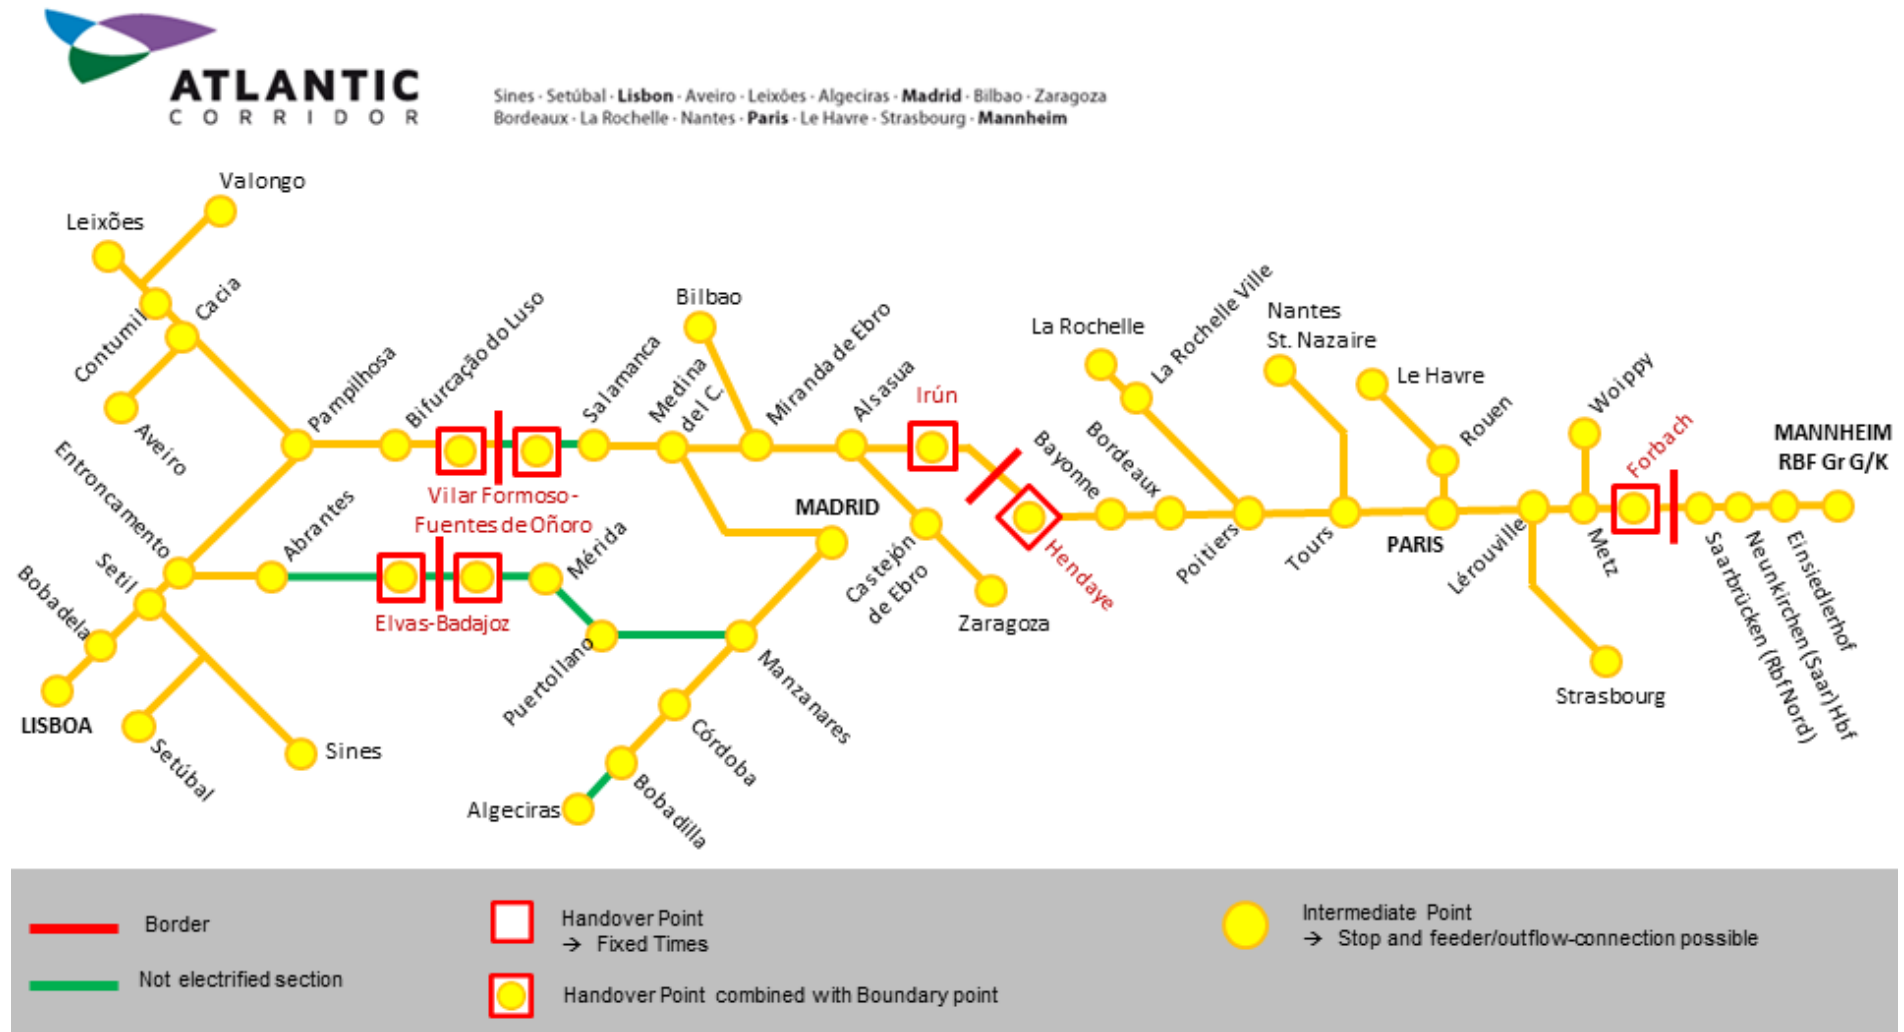 ATLANTIC
CORRIDOR
Sines · Setúbal · Lisbon · Aveiro · Leixões · Algeciras · Madrid · Bilbao · Zaragoza
Bordeaux · La Rochelle · Nantes · Paris · Le Havre · Strasbourg · Mannheim
Valongo
Leixões
Contumil
Cacia
Aveiro
Pampilhosa
Bifurcação do Luso
Vilar Formoso-
Fuentes de Oñoro
Salamanca
Medina
del C.
Bilbao
Miranda de Ebro
Alsasua
Irún
Hendaye
Bayonne
Bordeaux
La Rochelle
La Rochelle Ville
Poitiers
Nantes
St. Nazaire
Tours
Le Havre
Rouen
PARIS
Lérouville
Woippy
Metz
Forbach
MANNHEIM
RBF Gr G/K
Saarbrücken (Rbf Nord)
Neunkirchen (Saar) Hbf
Einsiedlerhof
Strasbourg
Entroncamento
Setil
Bobadela
LISBOA
Setúbal
Sines
Abrantes
Elvas-Badajoz
Mérida
Puertollano
MADRID
Manzanares
Córdoba
Bobadilla
Algeciras
Castejón
de Ebro
Zaragoza
Border
Not electrified section
Handover Point
→ Fixed Times
Handover Point combined with Boundary point
Intermediate Point
→ Stop and feeder/outflow-connection possible